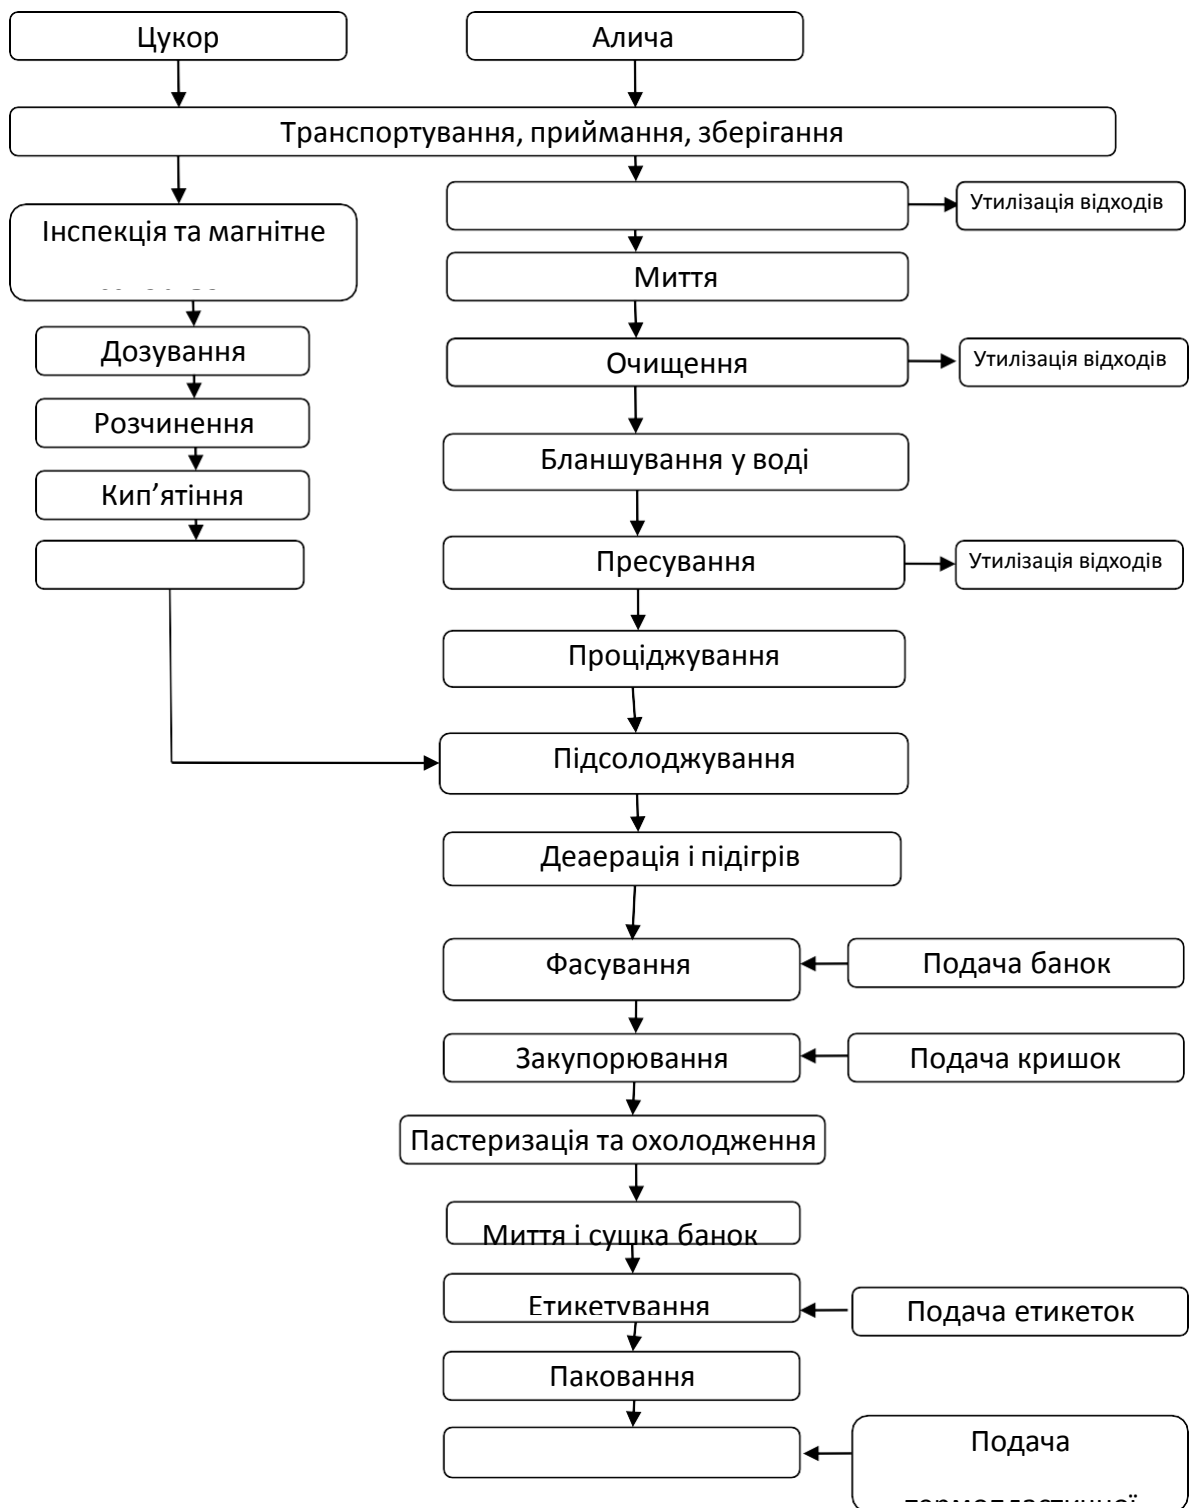 Цукор
Алича
Транспортування, приймання, зберігання
Утилізація відходів
Інспекція та магнітне
Миття
Дозування
Очищення
Утилізація відходів
Розчинення
Бланшування у воді
Кип’ятіння
Пресування
Утилізація відходів
Проціджування
Підсолоджування
Деаерація і підігрів
Фасування
Подача банок
Закупорювання
Подача кришок
Пастеризація та охолодження
Миття і сушка банок
Етикетування
Подача етикеток
Паковання
Подача